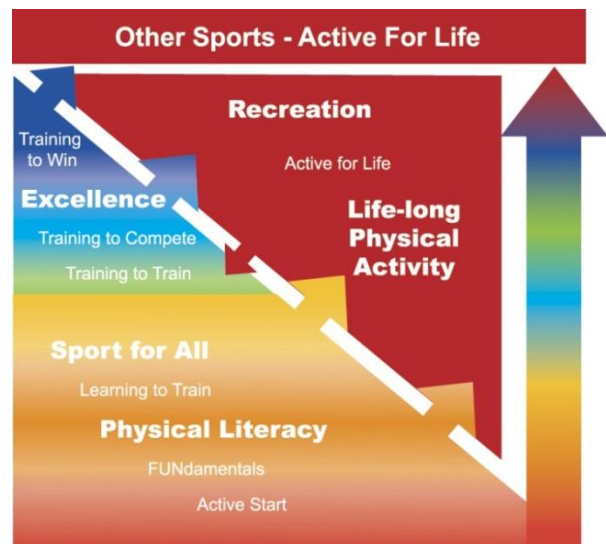 Other Sports - Active For Life
Recreation
Active for Life
Life-long
Physical
Activity
Training
to Win
Excellence
Training to Compete
Training to Train
Sport for All
Learning to Train
Physical Literacy
FUNdamentals
Active Start